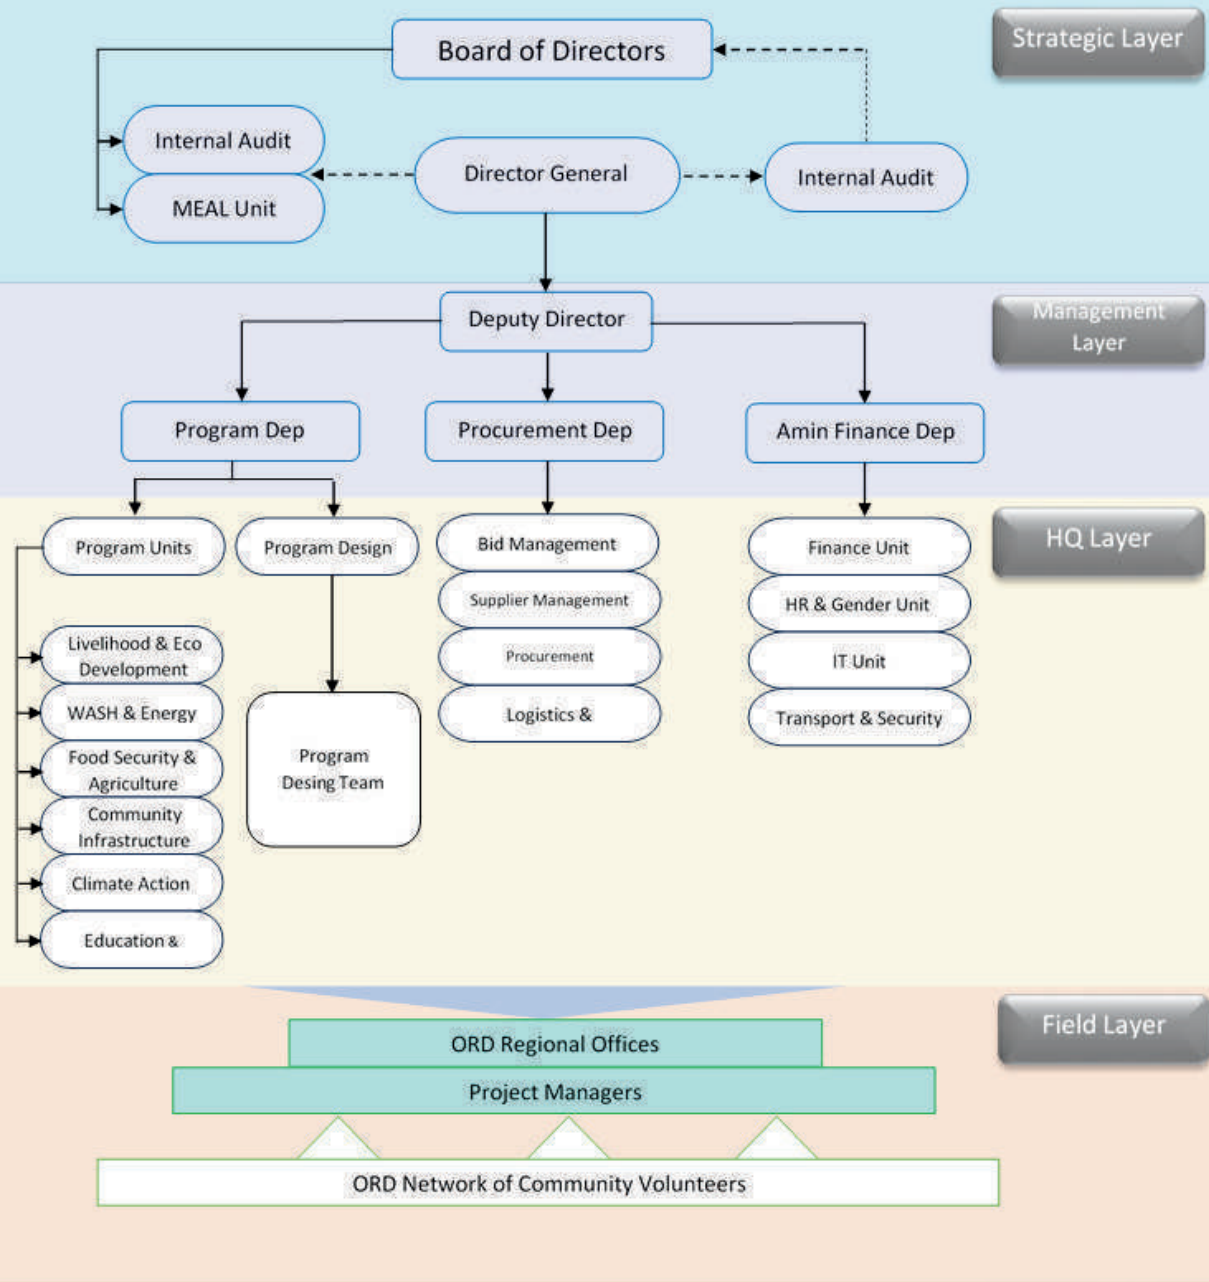 Board of Directors
Strategic Layer
Internal Audit
MEAL Unit
Director General
Internal Audit
Deputy Director
Management
Layer
Program Dep
Procurement Dep
Amin Finance Dep
HQ Layer
Program Units
Program Design
Bid Management
Finance Unit
Supplier Management
HR & Gender Unit
Procurement
IT Unit
Logistics &
Transport & Security
Livelihood & Eco
Development
WASH & Energy
Food Security &
Agriculture
Community
Infrastructure
Climate Action
Education &
Program
Desing Team
Field Layer
ORD Regional Offices
Project Managers
ORD Network of Community Volunteers